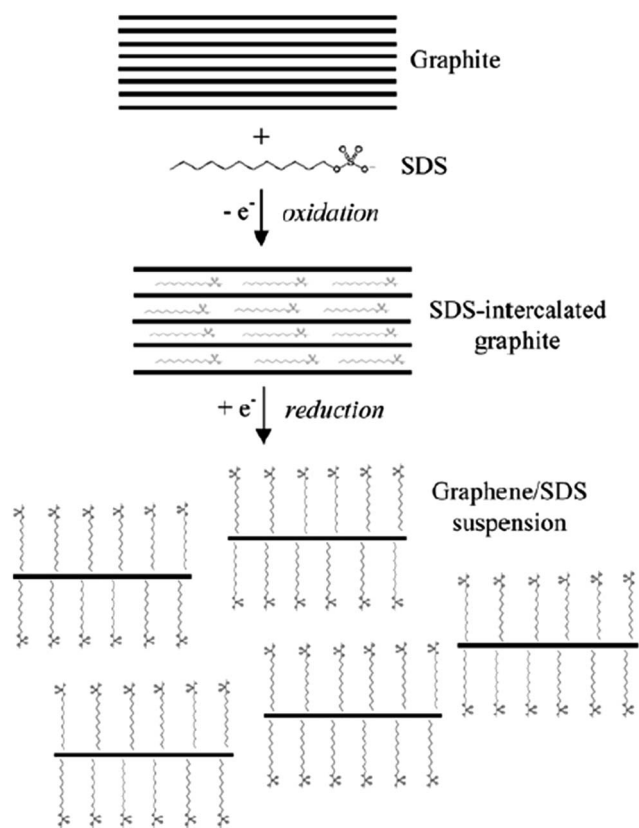 Graphite
+
SDS
- e⁻ oxidation
SDS-intercalated
graphite
+ e⁻ reduction
Graphene/SDS
suspension